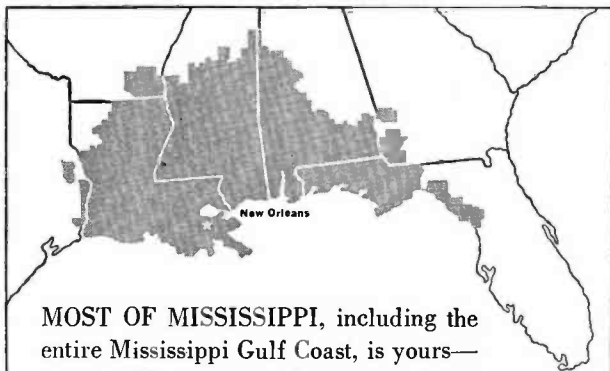 New Orleans
MOST OF MISSISSIPPI, including the
entire Mississippi Gulf Coast, is yours—